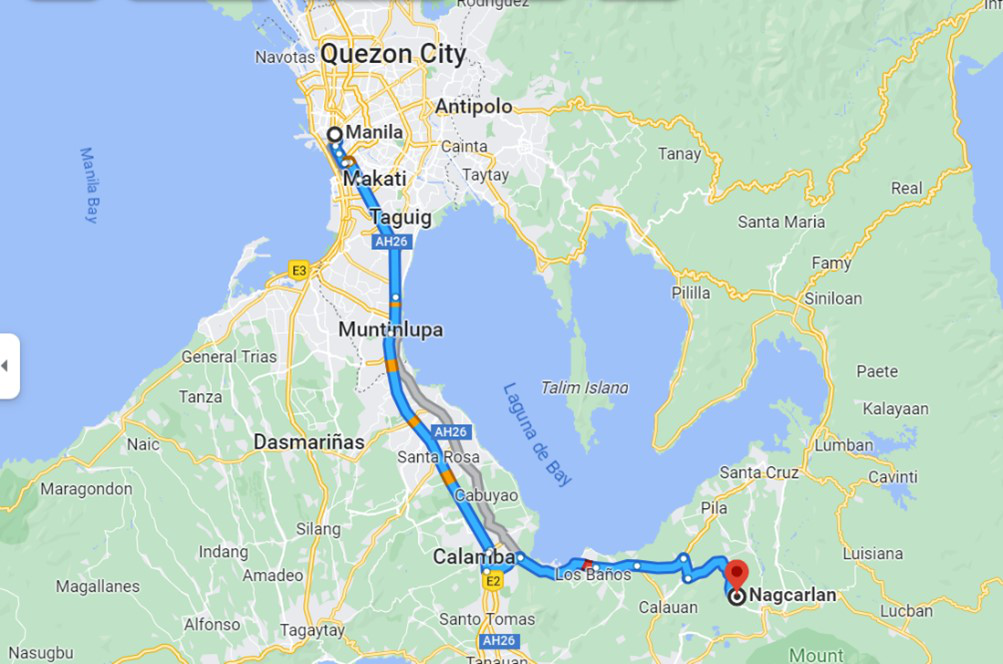 Rodriguez
Navotas
Quezon City
Antipolo
Manila
Cainta
Tanay
Makati
Taytay
Real
Manila Bay
Taguig
Santa Maria
AH26
Famy
E3
Pililla
Siniloan
Muntinlupa
General Trias
Talim Island
Paete
Tanza
Laguna de Bay
Kalayaan
AH26
Dasmariñas
Naic
Lumban
Santa Rosa
Santa Cruz
Cavinti
Maragondon
Cabuyao
Pila
Silang
Indang
Calamba
Luisiana
Amadeo
Los Baños
E2
Magallanes
Nagcarlan
Calauan
Lucban
Alfonso
Santo Tomas
Tagaytay
AH26
Nasugbu
Tanauan
Mount